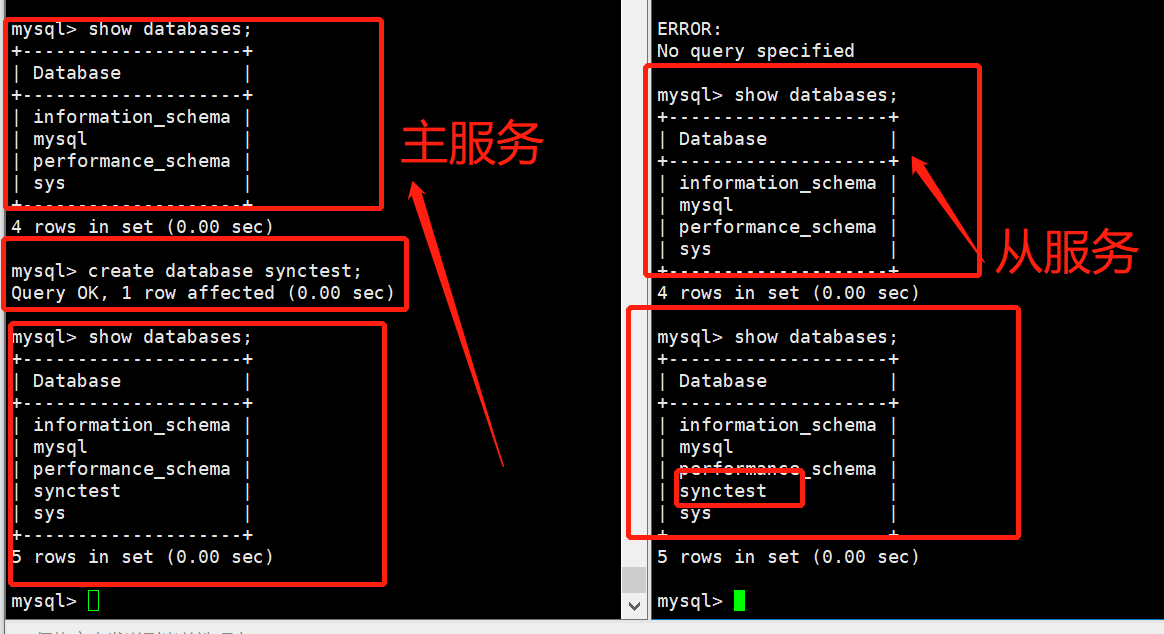 mysql> show databases;
+--------------------+
| Database           |
+--------------------+
| information_schema |
| mysql              |
| performance_schema |
| sys                |
+--------------------+
4 rows in set (0.00 sec)
mysql> create database synctest;
Query OK, 1 row affected (0.00 sec)
mysql> show databases;
+--------------------+
| Database           |
+--------------------+
| information_schema |
| mysql              |
| performance_schema |
| synctest           |
| sys                |
+--------------------+
5 rows in set (0.00 sec)
mysql>
主服务
ERROR:
No query specified
mysql> show databases;
+--------------------+
| Database           |
+--------------------+
| information_schema |
| mysql              |
| performance_schema |
| sys                |
+--------------------+
4 rows in set (0.00 sec)
mysql> show databases;
+--------------------+
| Database           |
+--------------------+
| information_schema |
| mysql              |
| performance_schema |
| synctest           |
| sys                |
+--------------------+
5 rows in set (0.00 sec)
mysql>
从服务